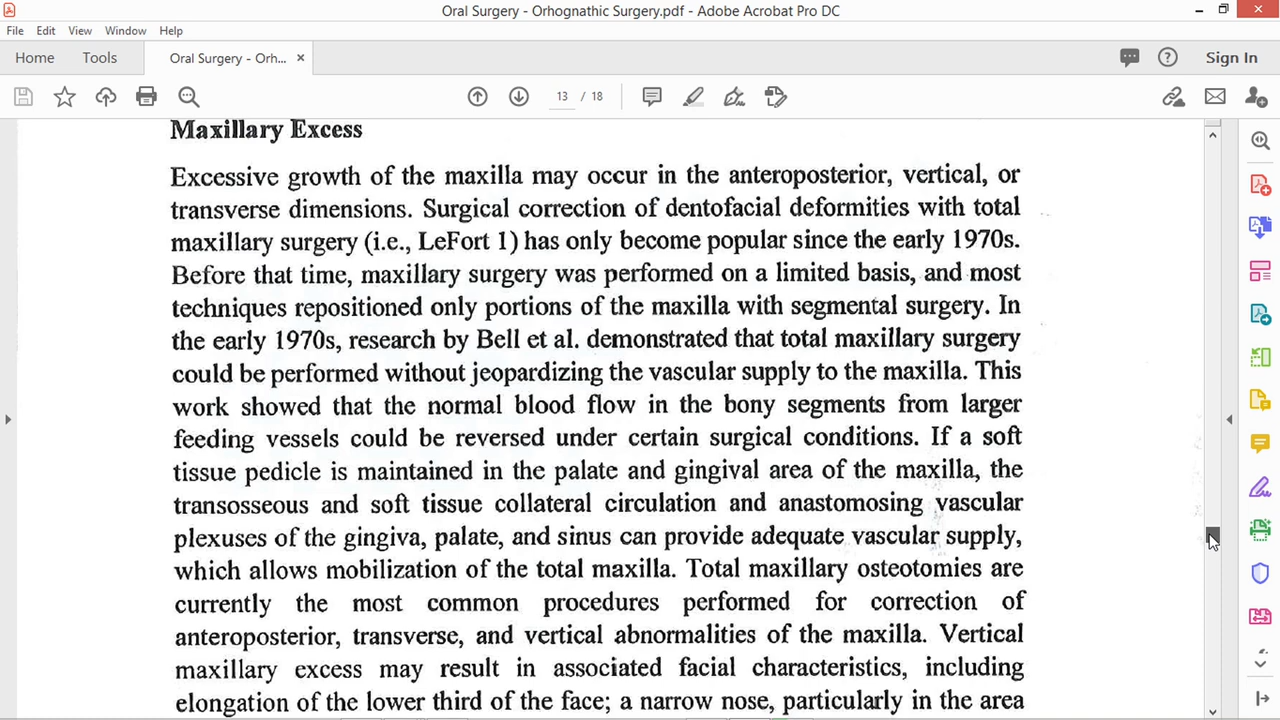 Oral Surgery - Orhognathic Surgery.pdf - Adobe Acrobat Pro DC
File Edit View Window Help
Home Tools Oral Surgery - Orh... × Sign In
13 / 18
Maxillary Excess
Excessive growth of the maxilla may occur in the anteroposterior, vertical, or
transverse dimensions. Surgical correction of dentofacial deformities with total
maxillary surgery (i.e., LeFort 1) has only become popular since the early 1970s.
Before that time, maxillary surgery was performed on a limited basis, and most
techniques repositioned only portions of the maxilla with segmental surgery. In
the early 1970s, research by Bell et al. demonstrated that total maxillary surgery
could be performed without jeopardizing the vascular supply to the maxilla. This
work showed that the normal blood flow in the bony segments from larger
feeding vessels could be reversed under certain surgical conditions. If a soft
tissue pedicle is maintained in the palate and gingival area of the maxilla, the
transosseous and soft tissue collateral circulation and anastomosing vascular
plexuses of the gingiva, palate, and sinus can provide adequate vascular supply,
which allows mobilization of the total maxilla. Total maxillary osteotomies are
currently the most common procedures performed for correction of
anteroposterior, transverse, and vertical abnormalities of the maxilla. Vertical
maxillary excess may result in associated facial characteristics, including
elongation of the lower third of the face; a narrow nose, particularly in the area